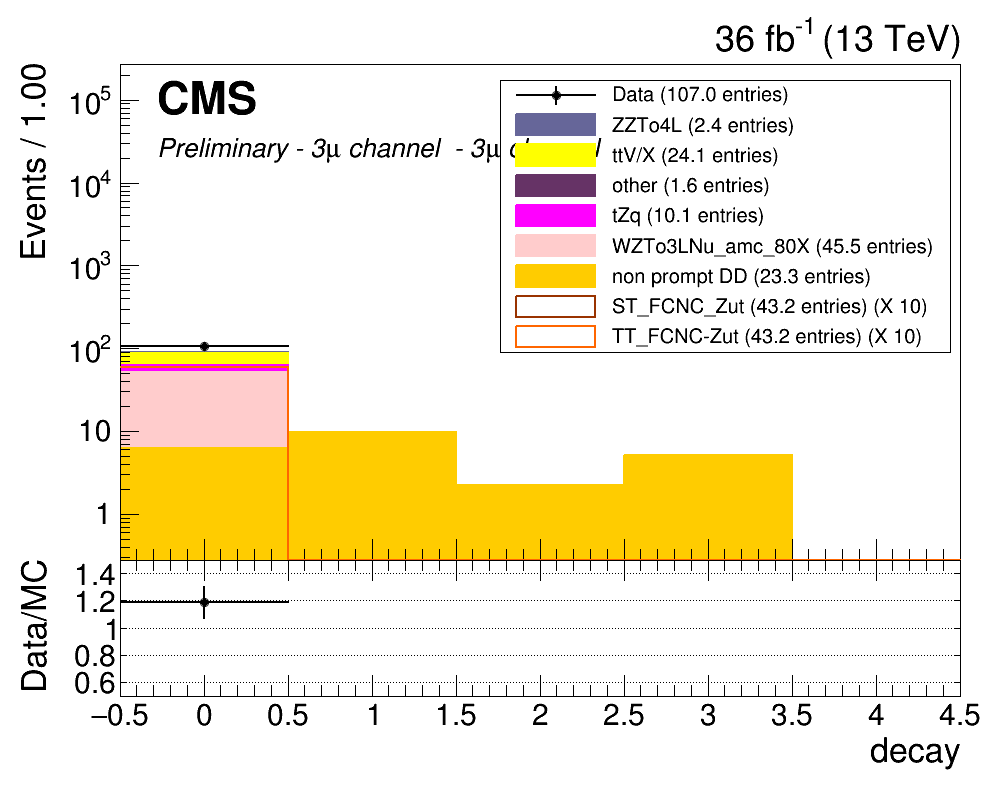 36 fb-1 (13 TeV)
Events / 1.00
CMS
Preliminary - 3μ channel - 3μ channel
Data (107.0 entries)
ZZTo4L (2.4 entries)
ttV/X (24.1 entries)
other (1.6 entries)
tZq (10.1 entries)
WZTo3LNu_amc_80X (45.5 entries)
non prompt DD (23.3 entries)
ST_FCNC_Zut (43.2 entries) (X 10)
TT_FCNC-Zut (43.2 entries) (X 10)
10^5
10^4
10^3
10^2
10
1
Data/MC
1.4
1.2
1
0.8
0.6
−0.5 0 0.5 1 1.5 2 2.5 3 3.5 4 4.5
decay